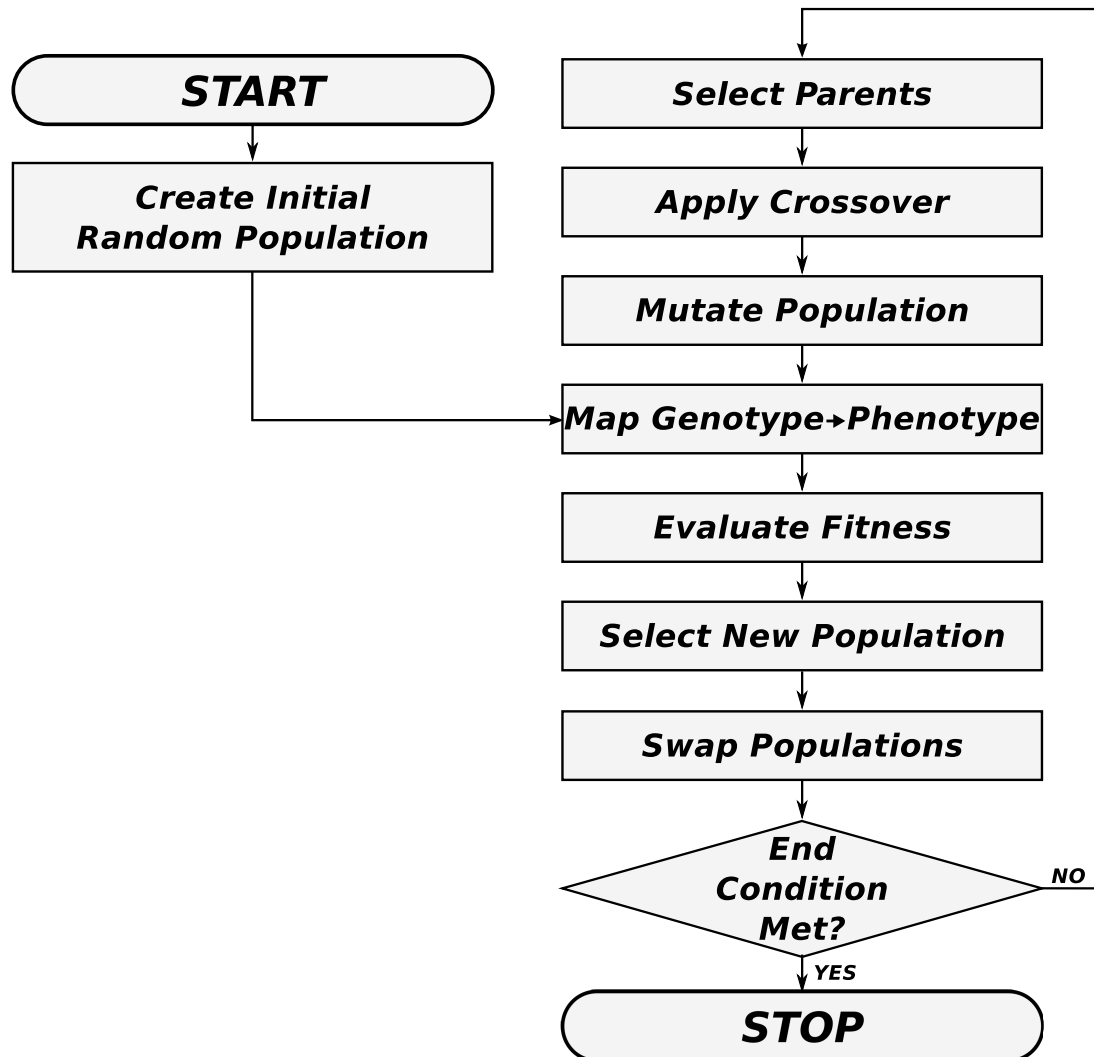 START
Create Initial
Random Population
Select Parents
Apply Crossover
Mutate Population
Map Genotype→Phenotype
Evaluate Fitness
Select New Population
Swap Populations
End
Condition
Met?
NO
YES
STOP